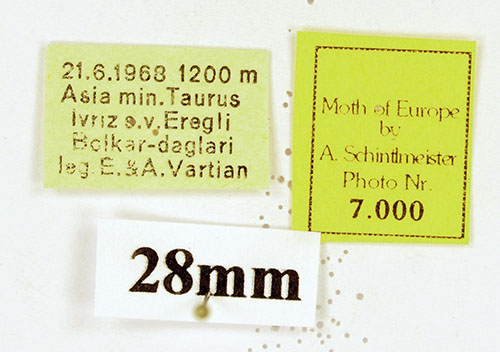 21.6.1968 1200 m
Asia min.Taurus
Ivriz s.v.Eregli
Bolkar-daglari
leg.E.&A.Vartian
Moth of Europe
by
A. Schintlmeister
Photo Nr.
7.000
28mm